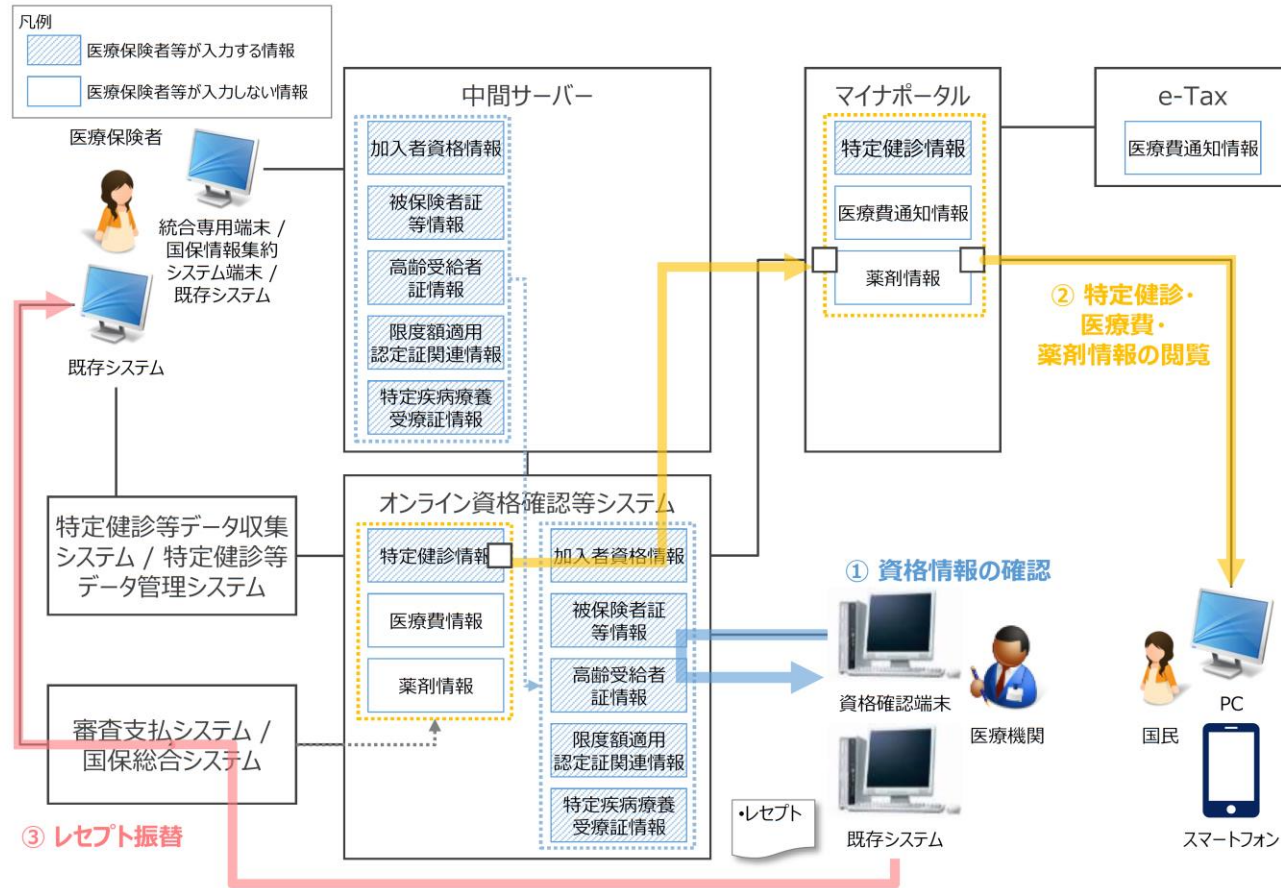 凡例
医療保険者等が入力する情報
医療保険者等が入力しない情報
医療保険者
統合専用端末 /
国保情報集約
システム端末 /
既存システム
既存システム
中間サーバー
加入者資格情報
被保険者証
等情報
高齢受給者
証情報
限度額適用
認定証関連情報
特定疾病療養
受療証情報
マイナポータル
特定健診情報
医療費通知情報
薬剤情報
e-Tax
医療費通知情報
② 特定健診・
医療費・
薬剤情報の閲覧
特定健診等データ収集
システム / 特定健診等
データ管理システム
審査支払システム /
国保総合システム
③ レセプト振替
オンライン資格確認等システム
特定健診情報
医療費情報
薬剤情報
加入者資格情報
被保険者証
等情報
高齢受給者
証情報
限度額適用
認定証関連情報
特定疾病療養
受療証情報
① 資格情報の確認
資格確認端末
医療機関
•レセプト
既存システム
国民
PC
スマートフォン